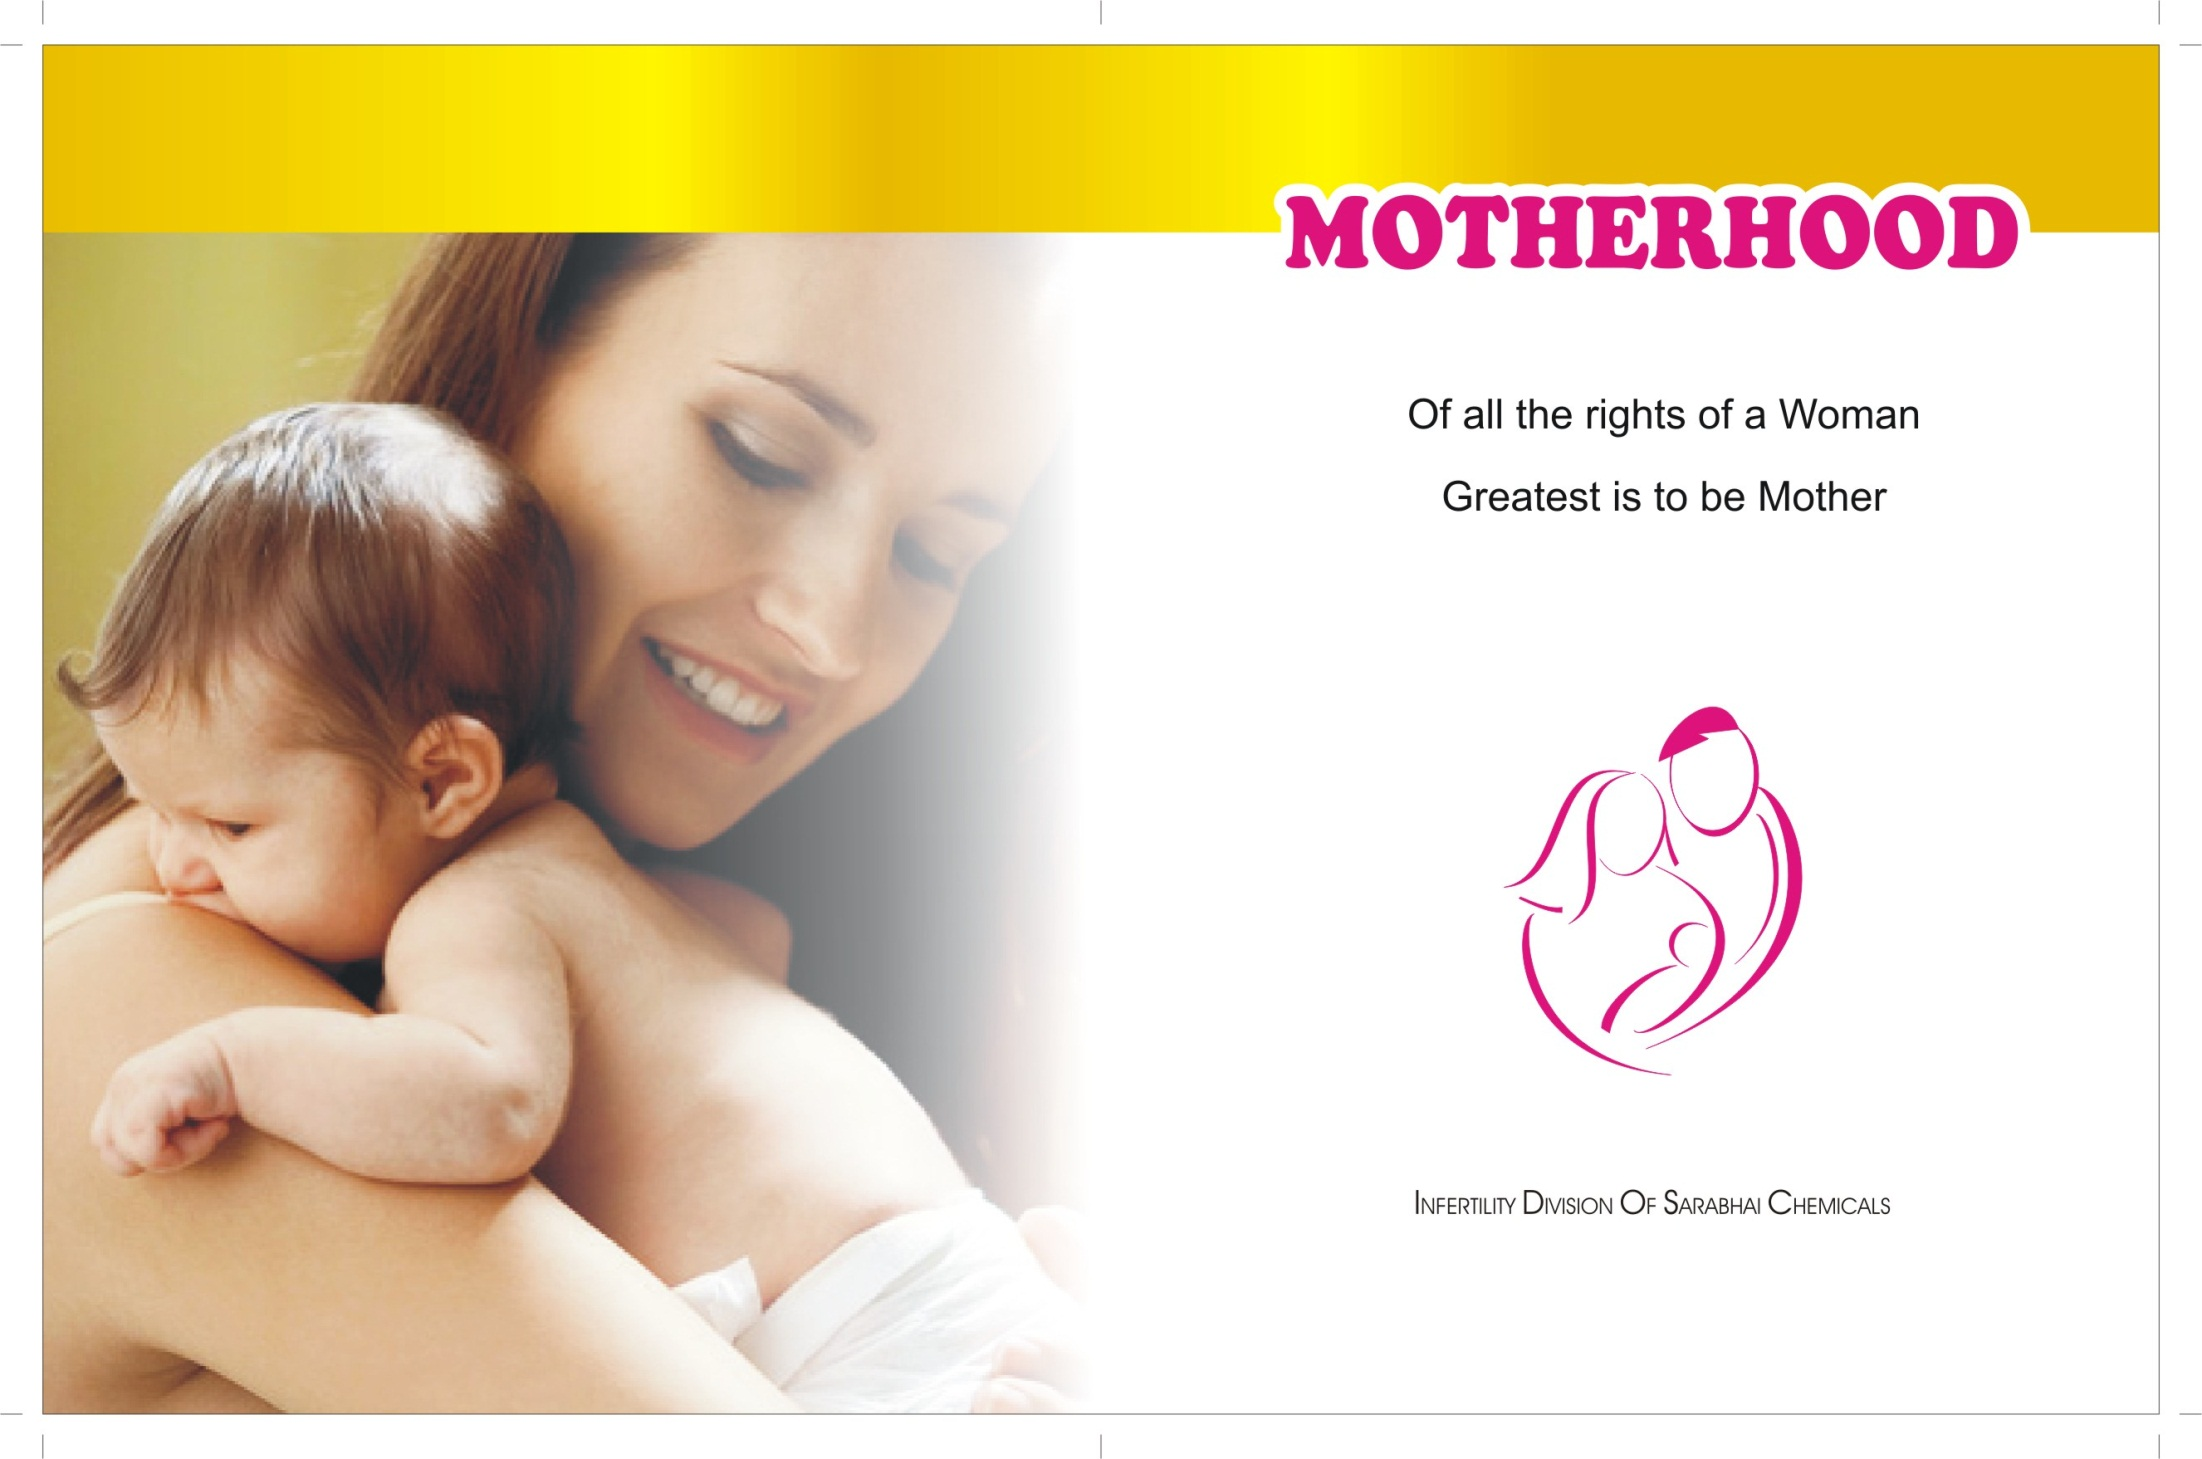 MOTHERHOOD
Of all the rights of a Woman
Greatest is to be Mother
INFERTILITY DIVISION OF SARABHAI CHEMICALS